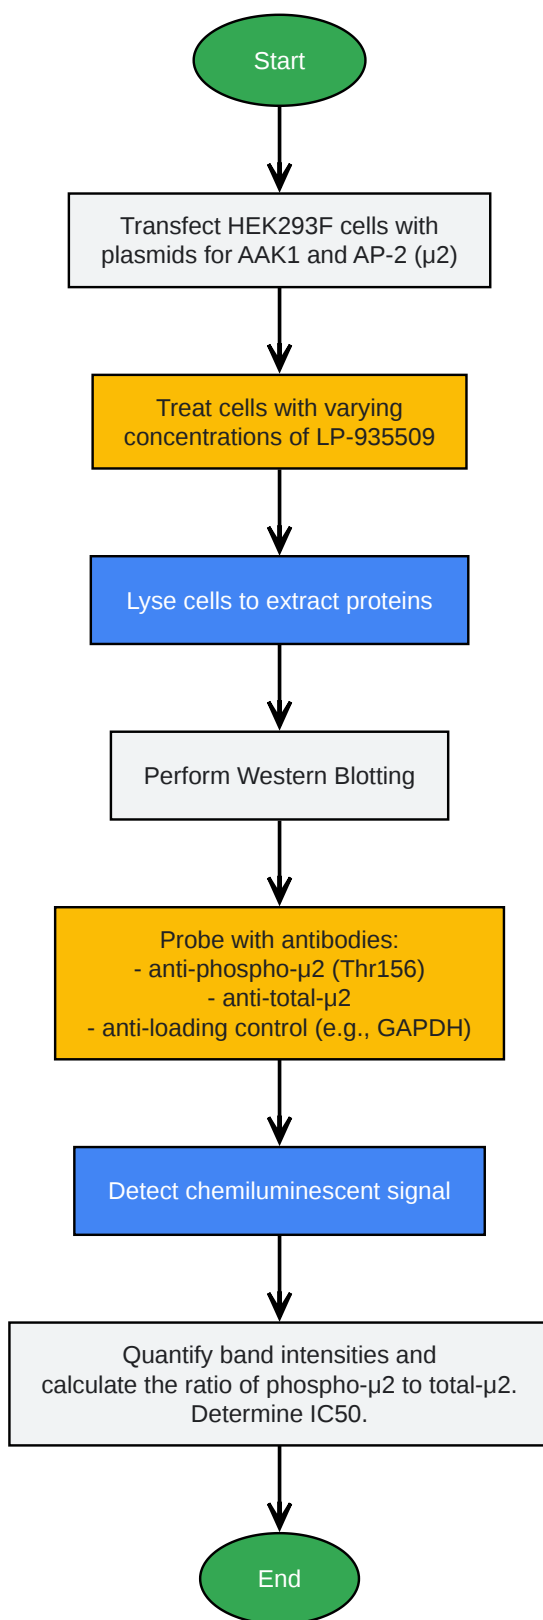 Start
Transfect HEK293F cells with
plasmids for AAK1 and AP-2 (μ2)
Treat cells with varying
concentrations of LP-935509
Lyse cells to extract proteins
Perform Western Blotting
Probe with antibodies:
- anti-phospho-μ2 (Thr156)
- anti-total-μ2
- anti-loading control (e.g., GAPDH)
Detect chemiluminescent signal
Quantify band intensities and
calculate the ratio of phospho-μ2 to total-μ2.
Determine IC50.
End